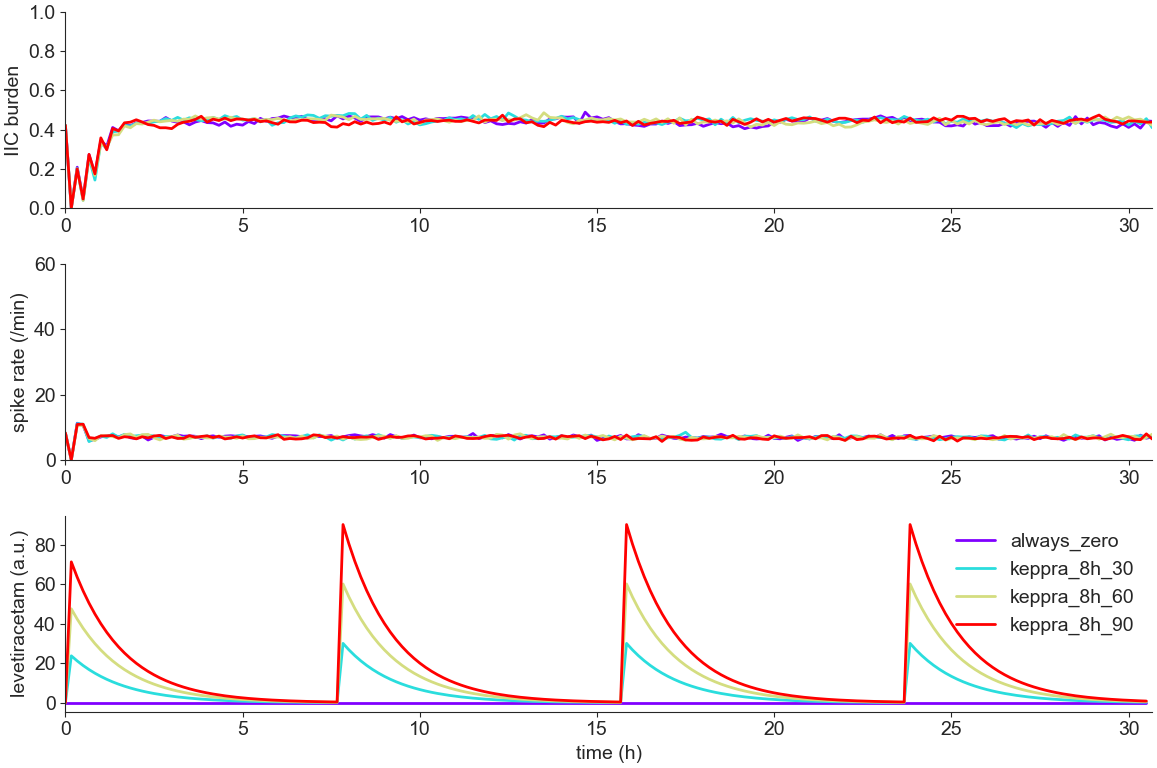 IIC burden
1.0
0.8
0.6
0.4
0.2
0.0
0 5 10 15 20 25 30
spike rate (/min)
60
40
20
0
0 5 10 15 20 25 30
levetiracetam (a.u.)
80
60
40
20
0
always_zero
keppra_8h_30
keppra_8h_60
keppra_8h_90
0 5 10 15 20 25 30
time (h)